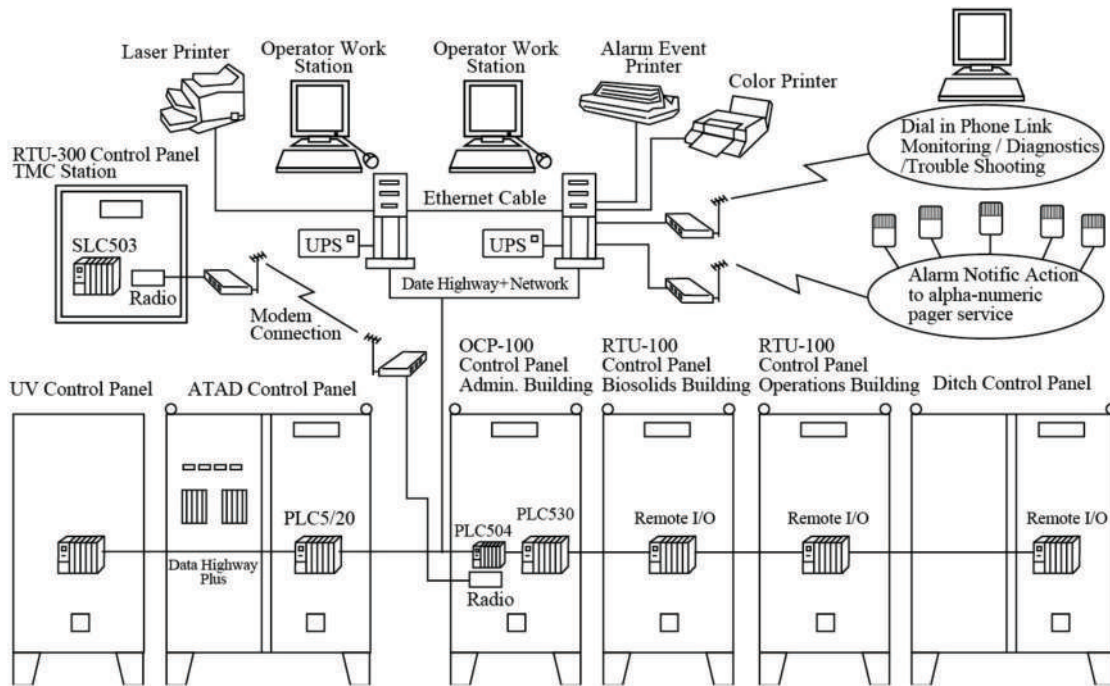 Laser Printer
Operator Work
Station
Operator Work
Station
Alarm Event
Printer
Color Printer
Dial in Phone Link
Monitoring / Diagnostics
/Trouble Shooting
RTU-300 Control Panel
TMC Station
SLC503
Radio
Ethernet Cable
UPS
UPS
Date Highway+ Network
Modem
Connection
Alarm Notific Action
to alpha-numeric
pager service
UV Control Panel
ATAD Control Panel
OCP-100
Control Panel
Admin. Building
RTU-100
Control Panel
Biosolids Building
RTU-100
Control Panel
Operations Building
Ditch Control Panel
Data Highway
Plus
PLC5/20
PLC504
PLC530
Radio
Remote I/O
Remote I/O
Remote I/O